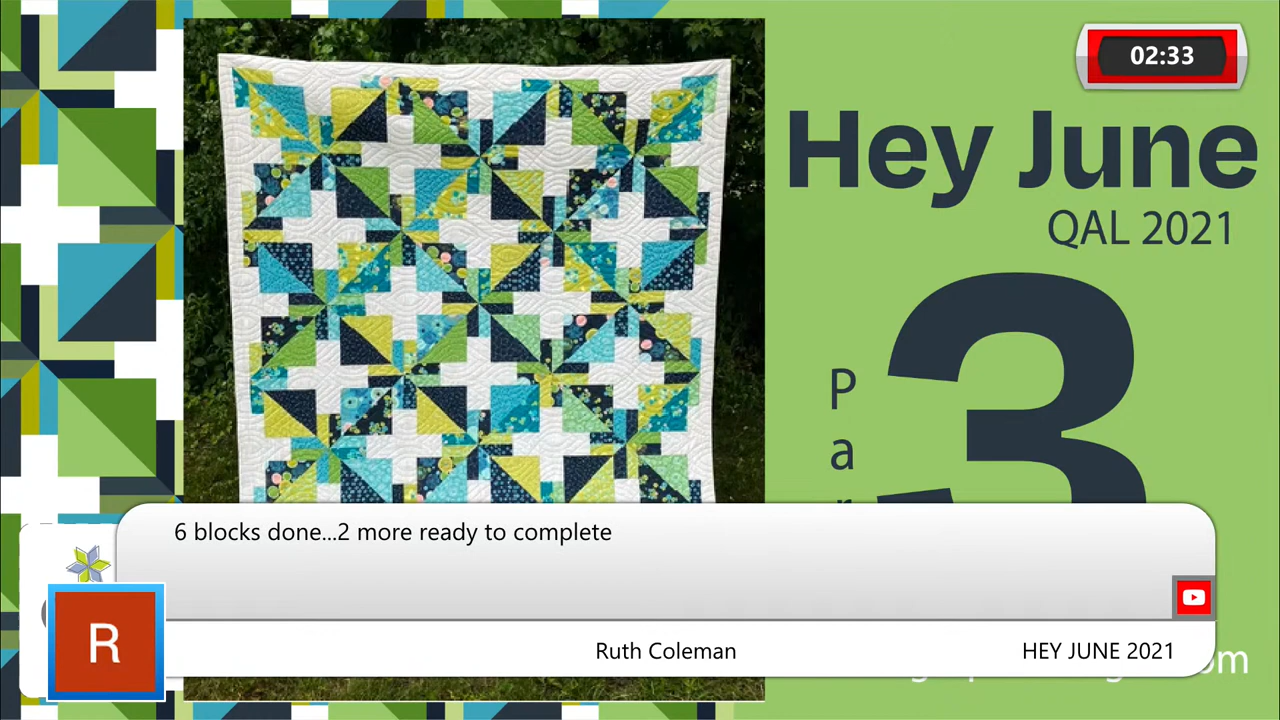 02:33
Hey June
QAL 2021
3
6 blocks done...2 more ready to complete
R
Ruth Coleman
HEY JUNE 2021